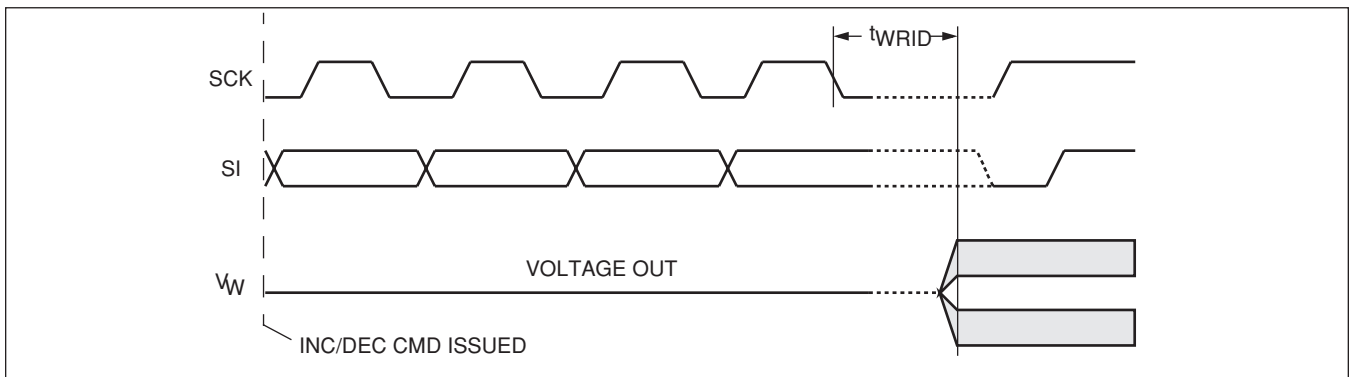 tWRID
SCK
SI
VOLTAGE OUT
VW
INC/DEC CMD ISSUED